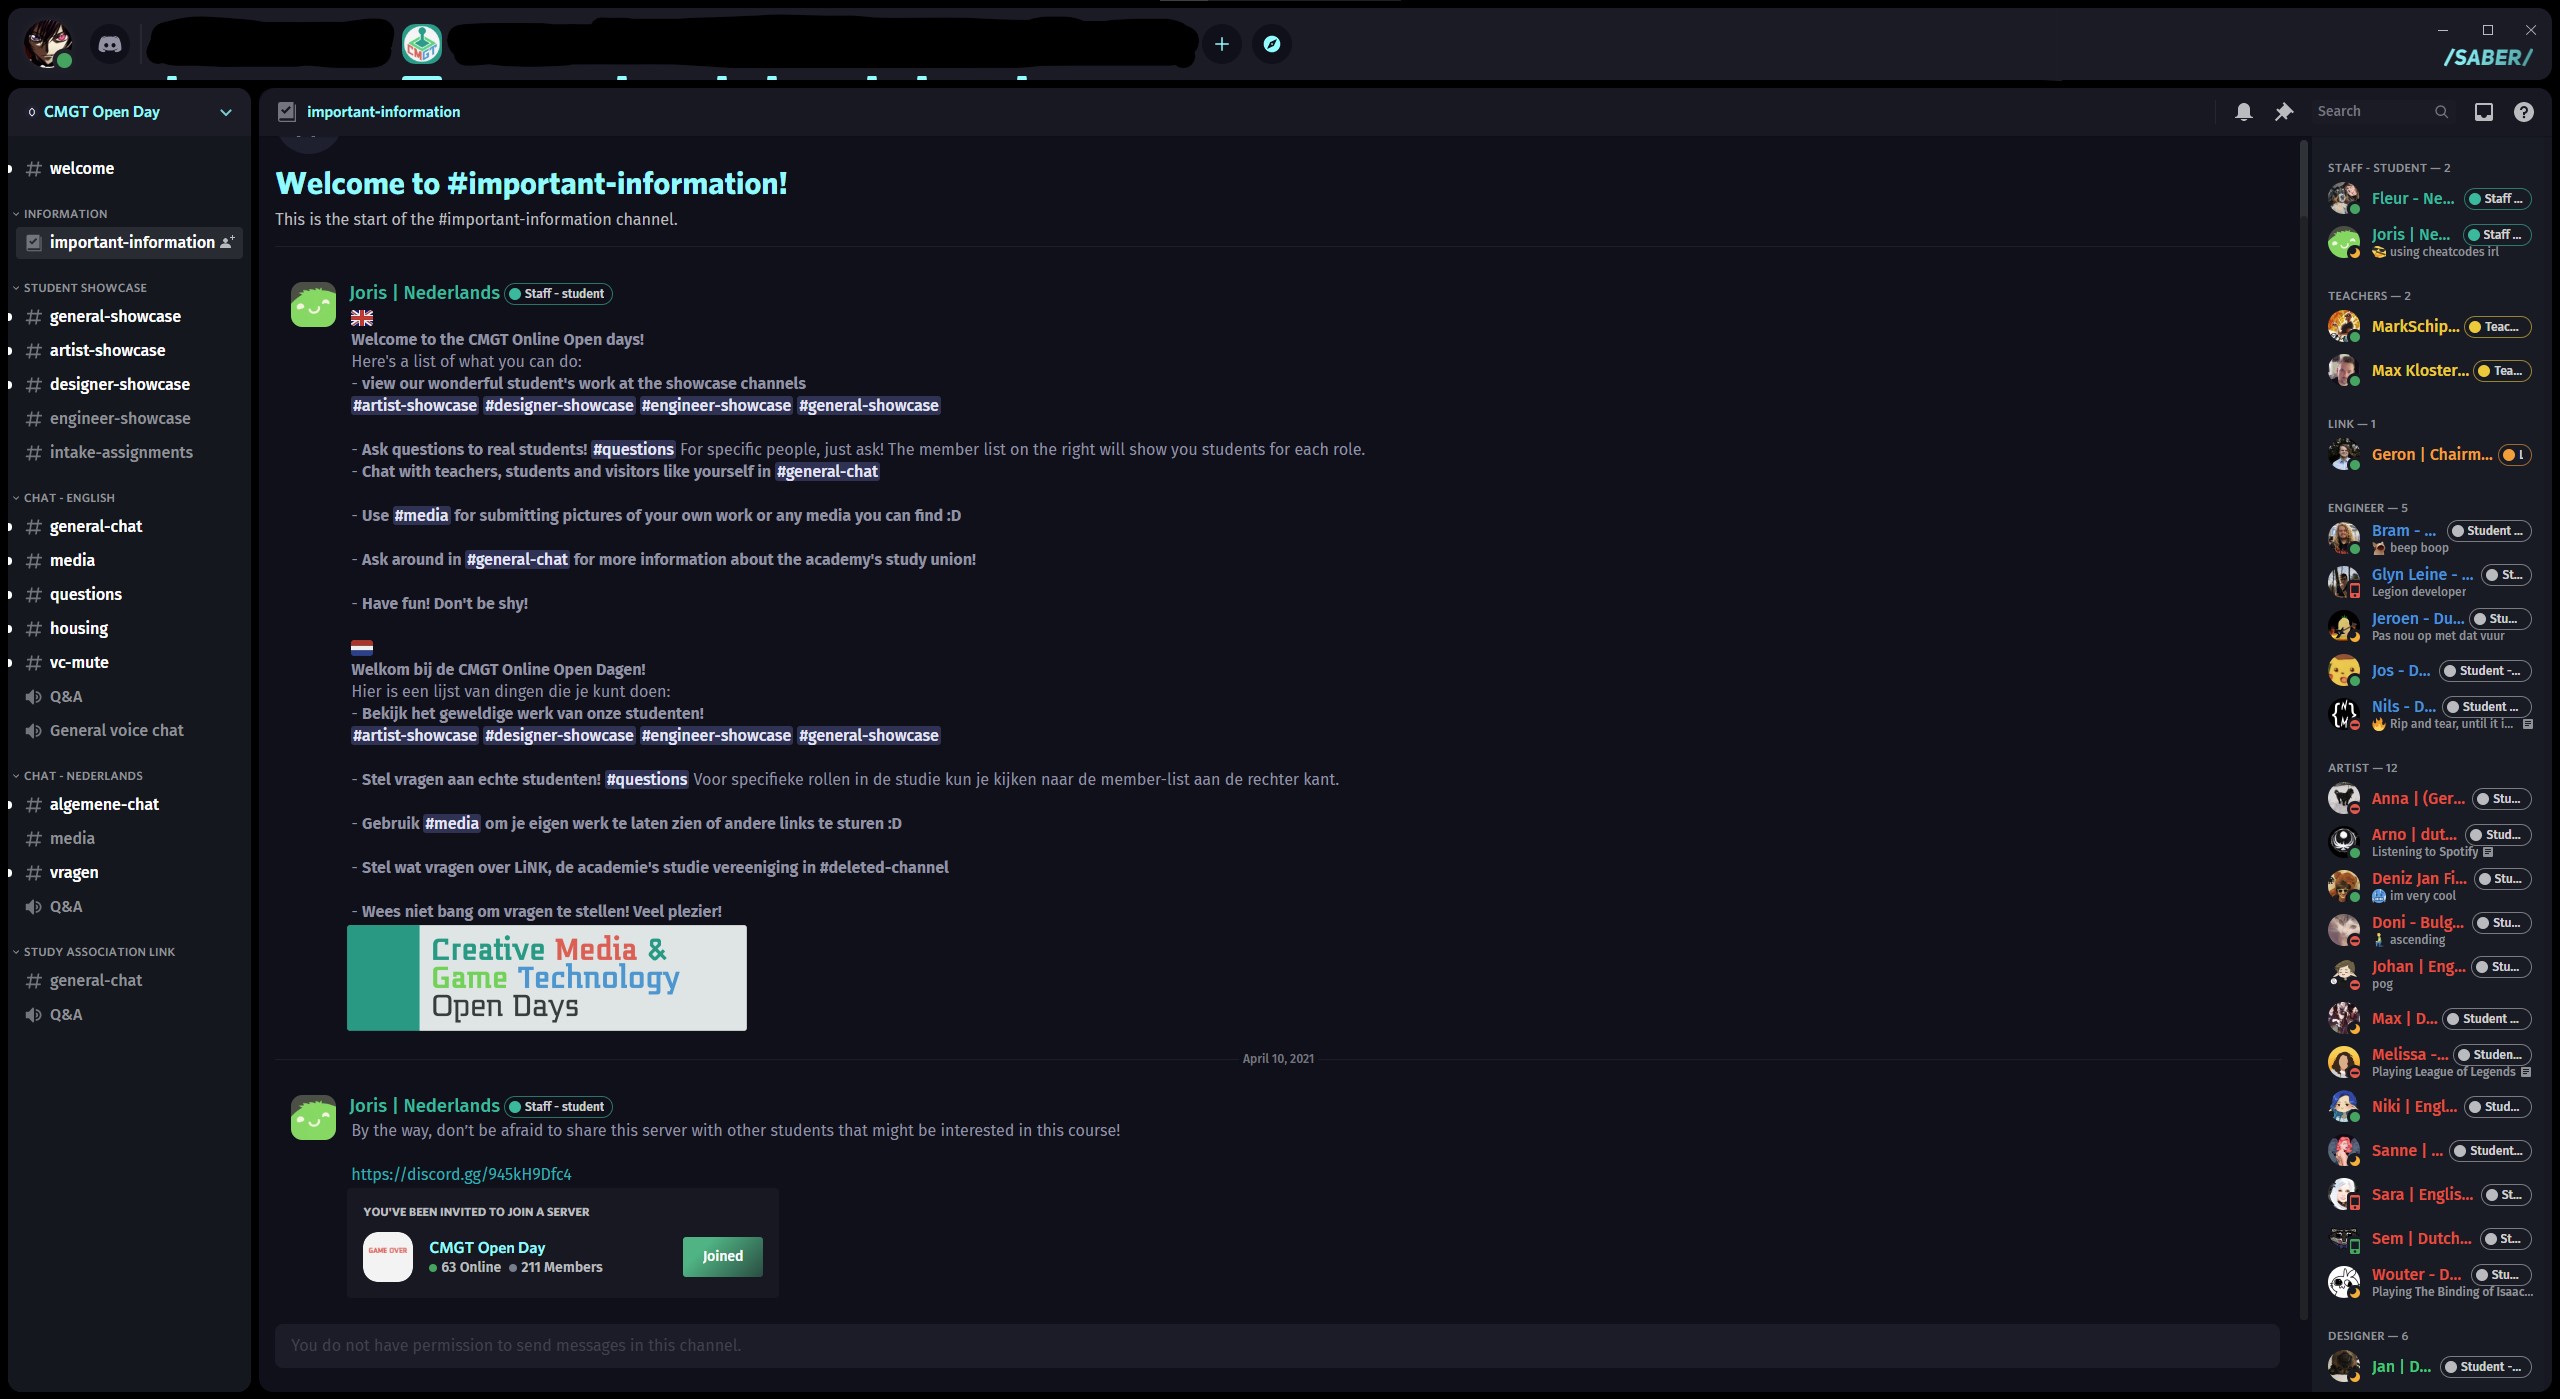 CMGT
/SABER/
CMGT Open Day
welcome
INFORMATION
important-information
STUDENT SHOWCASE
general-showcase
artist-showcase
designer-showcase
engineer-showcase
intake-assignments
CHAT - ENGLISH
general-chat
media
questions
housing
vc-mute
Q&A
General voice chat
CHAT - NEDERLANDS
algemene-chat
media
vragen
Q&A
STUDY ASSOCIATION LINK
general-chat
Q&A
important-information
Search
Welcome to #important-information!
This is the start of the #important-information channel.
Joris | Nederlands Staff - student
Welcome to the CMGT Online Open days!
Here's a list of what you can do:
- view our wonderful student's work at the showcase channels
#artist-showcase #designer-showcase #engineer-showcase #general-showcase
- Ask questions to real students! #questions For specific people, just ask! The member list on the right will show you students for each role.
- Chat with teachers, students and visitors like yourself in #general-chat
- Use #media for submitting pictures of your own work or any media you can find :D
- Ask around in #general-chat for more information about the academy's study union!
- Have fun! Don't be shy!
Welkom bij de CMGT Online Open Dagen!
Hier is een lijst van dingen die je kunt doen:
- Bekijk het geweldige werk van onze studenten!
#artist-showcase #designer-showcase #engineer-showcase #general-showcase
- Stel vragen aan echte studenten! #questions Voor specifieke rollen in de studie kun je kijken naar de member-list aan de rechter kant.
- Gebruik #media om je eigen werk te laten zien of andere links te sturen :D
- Stel wat vragen over LiNK, de academie's studie vereeniging in #deleted-channel
- Wees niet bang om vragen te stellen! Veel plezier!
Creative Media &
Game Technology
Open Days
April 10, 2021
Joris | Nederlands Staff - student
By the way, don't be afraid to share this server with other students that might be interested in this course!
https://discord.gg/945kH9Dfc4
YOU'VE BEEN INVITED TO JOIN A SERVER
GAME OVER
CMGT Open Day
63 Online 211 Members
Joined
You do not have permission to send messages in this channel.
STAFF - STUDENT — 2
Fleur - Ne... Staff ...
Joris | Ne... Staff ...
using cheatcodes irl
TEACHERS — 2
MarkSchip... Teac...
Max Kloster... Tea...
LINK — 1
Geron | Chairm... L
ENGINEER — 5
Bram - ... Student ...
beep boop
Glyn Leine - ... St...
Legion developer
Jeroen - Du... Stu...
Pas nou op met dat vuur
Jos - D... Student -...
Nils - D... Student ...
Rip and tear, until it i...
ARTIST — 12
Anna | (Ger... Stu...
Arno | dut... Stud...
Listening to Spotify
Deniz Jan Fi... Stu...
im very cool
Doni - Bulg... Stu...
ascending
Johan | Eng... Stu...
pog
Max | D... Student ...
Melissa -... Studen...
Playing League of Legends
Niki | Engl... Stud...
Sanne | ... Student...
Sara | Englis... St...
Sem | Dutch... St...
Wouter - D... Stu...
Playing The Binding of Isaac...
DESIGNER — 6
Jan | D... Student -...